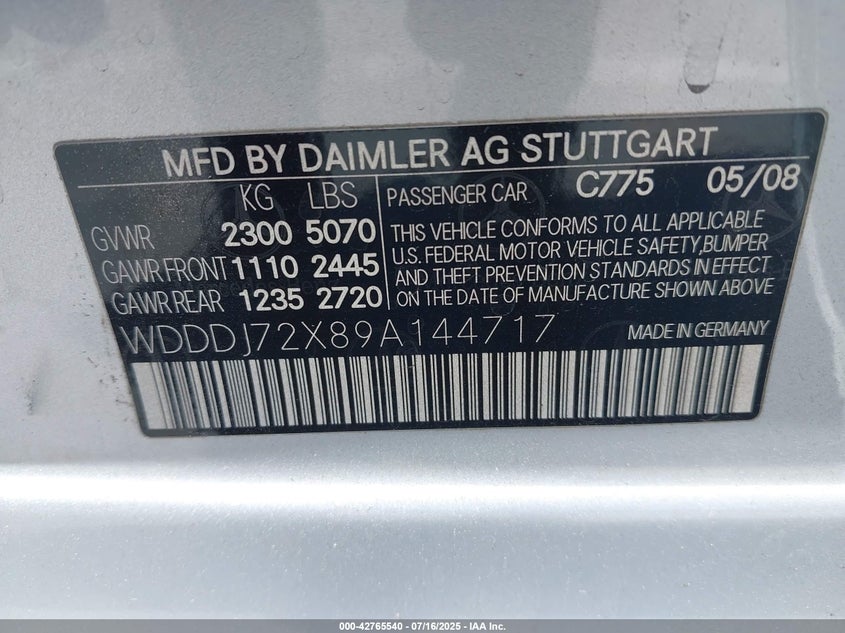 MFD BY DAIMLER AG STUTTGART
KG LBS
GVWR 2300 5070
GAWR FRONT 1110 2445
GAWR REAR 1235 2720
PASSENGER CAR C775 05/08
THIS VEHICLE CONFORMS TO ALL APPLICABLE
U.S. FEDERAL MOTOR VEHICLE SAFETY,BUMPER
AND THEFT PREVENTION STANDARDS IN EFFECT
ON THE DATE OF MANUFACTURE SHOWN ABOVE
WDDDJ72X89A144717
MADE IN GERMANY
000-42765540 - 07/16/2025 - IAA Inc.